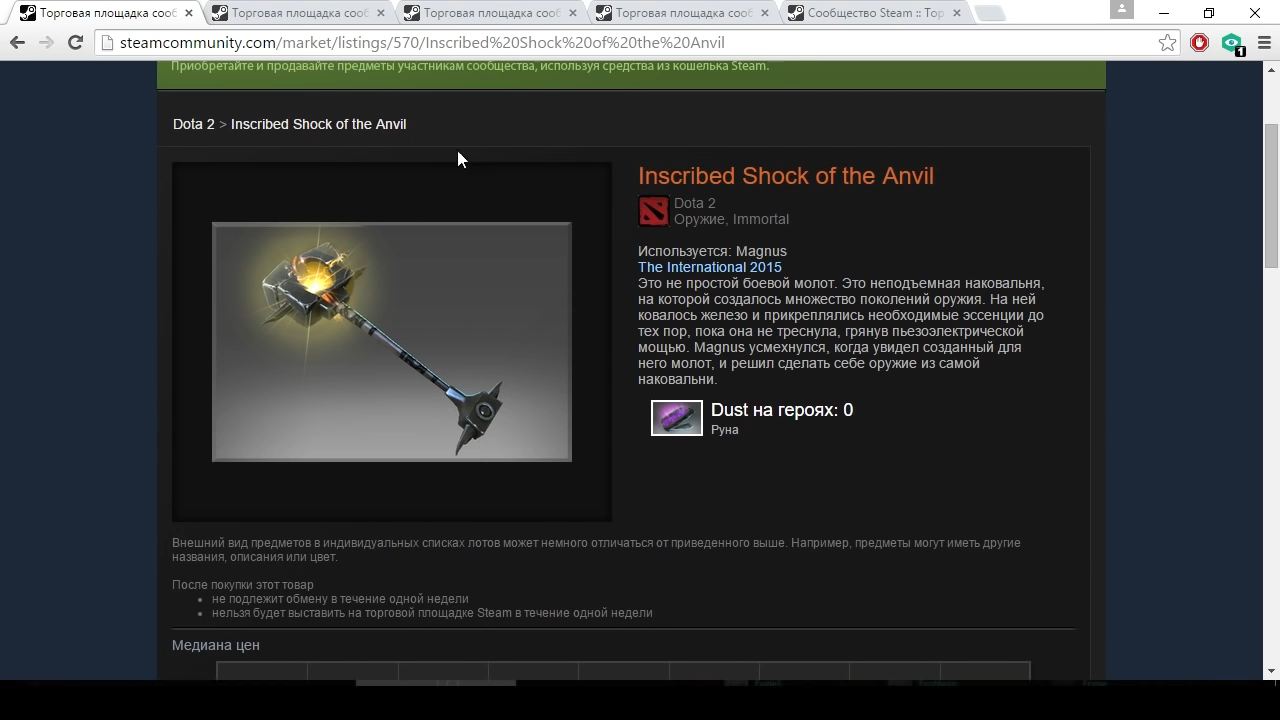 Торговая площадка сооб
Торговая площадка сооб
Торговая площадка сооб
Торговая площадка сооб
Сообщество Steam :: Тор
steamcommunity.com/market/listings/570/Inscribed%20Shock%20of%20the%20Anvil
1
Приобретайте и продавайте предметы участникам сообщества, используя средства из кошелька Steam.
Dota 2 > Inscribed Shock of the Anvil
Inscribed Shock of the Anvil
Dota 2
Оружие, Immortal
Используется: Magnus
The International 2015
Это не простой боевой молот. Это неподъемная наковальня,
на которой создалось множество поколений оружия. На ней
ковалось железо и прикреплялись необходимые эссенции до
тех пор, пока она не треснула, грянув пьезоэлектрической
мощью. Magnus усмехнулся, когда увидел созданный для
него молот, и решил сделать себе оружие из самой
наковальни.
Dust на героях: 0
Руна
Внешний вид предметов в индивидуальных списках лотов может немного отличаться от приведенного выше. Например, предметы могут иметь другие
названия, описания или цвет.
После покупки этот товар
• не подлежит обмену в течение одной недели
• нельзя будет выставить на торговой площадке Steam в течение одной недели
Медиана цен